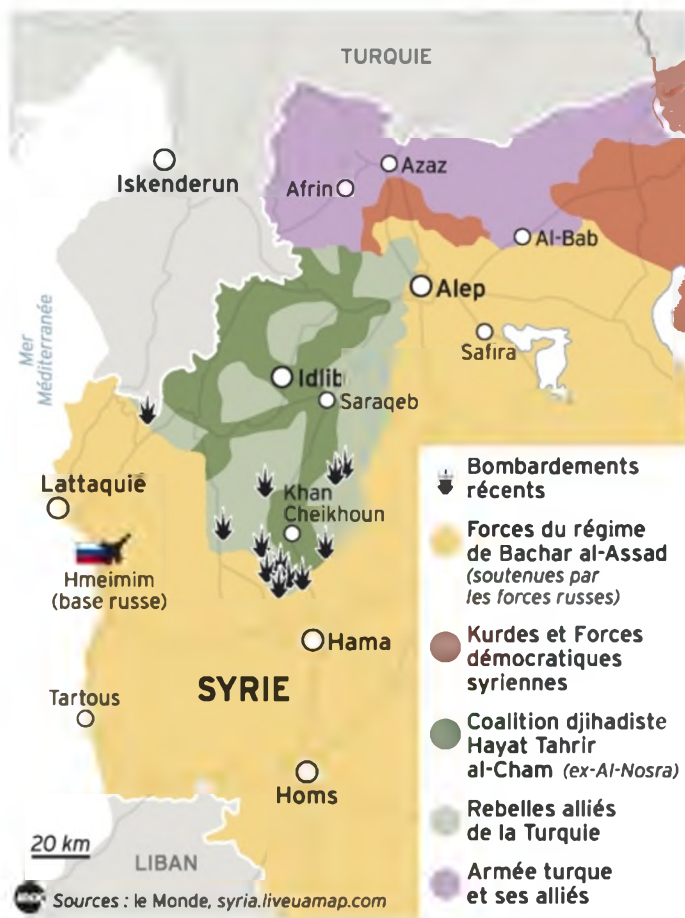 TURQUIE
Iskenderun
Azaz
Afrin
Al-Bab
Alep
Safira
Mer
Méditerranée
Idlib
Saraqeb
Lattaquié
Khan
Cheikhoun
Hmeimim
(base russe)
Hama
SYRIE
Tartous
Homs
20 km
LIBAN
Bombardements
récents
Forces du régime
de Bachar al-Assad
(soutenues par
les forces russes)
Kurdes et Forces
démocratiques
syriennes
Coalition djihadiste
Hayat Tahrir
al-Cham (ex-Al-Nosra)
Rebelles alliés
de la Turquie
Armée turque
et ses alliés
Sources : le Monde, syria.liveuamap.com